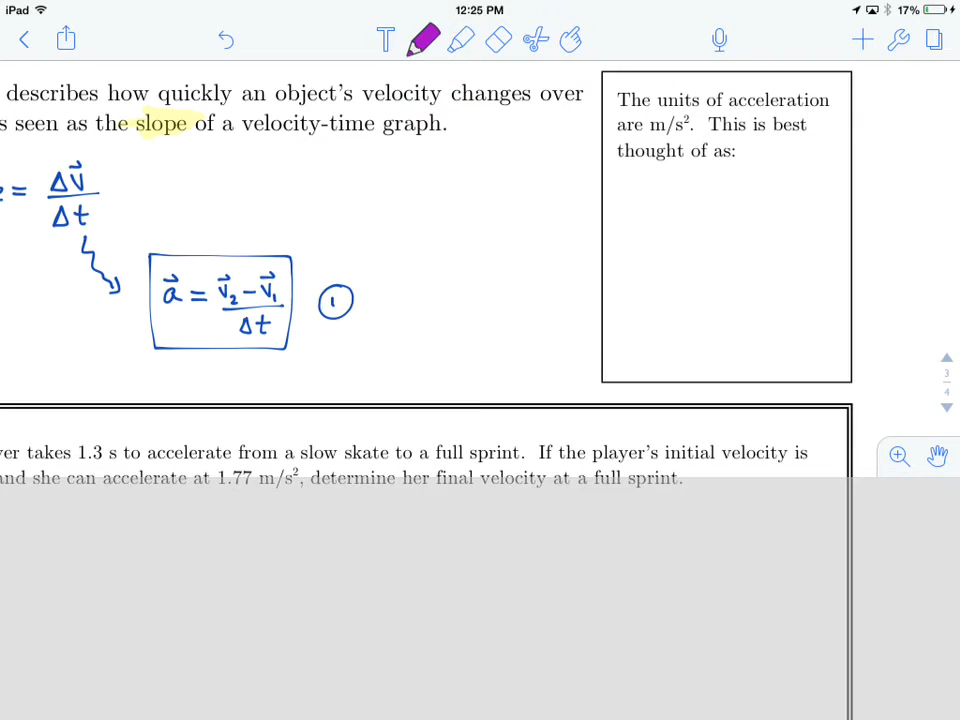 iPad 12:25 PM 17%
T
describes how quickly an object's velocity changes over
s seen as the slope of a velocity-time graph.
= Δv⃗
Δt
a⃗ = v⃗₂ − v⃗₁
Δt
①
The units of acceleration
are m/s². This is best
thought of as:
3
4
yer takes 1.3 s to accelerate from a slow skate to a full sprint. If the player's initial velocity is
and she can accelerate at 1.77 m/s², determine her final velocity at a full sprint.